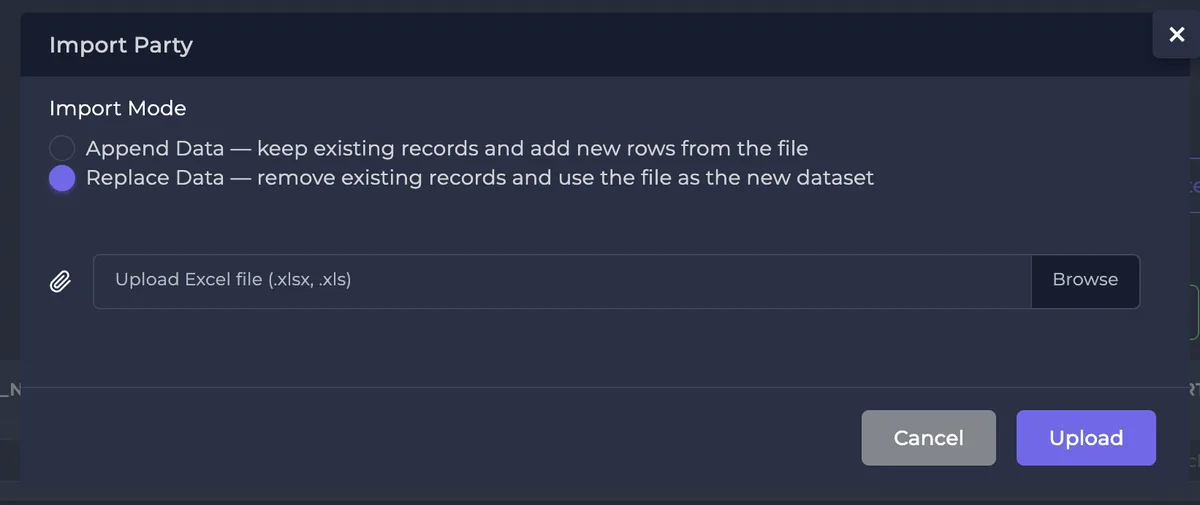 Import Party
Import Mode
Append Data — keep existing records and add new rows from the file
Replace Data — remove existing records and use the file as the new dataset
Upload Excel file (.xlsx, .xls)
Browse
Cancel
Upload